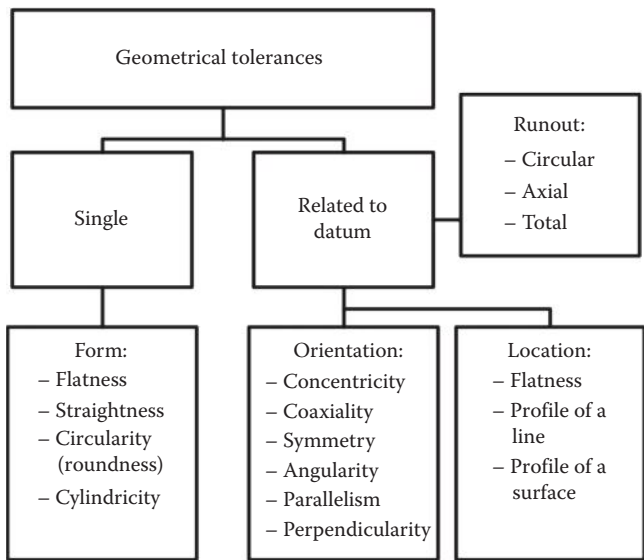 Geometrical tolerances
Runout:
– Circular
– Axial
– Total
Single
Related to
datum
Form:
– Flatness
– Straightness
– Circularity
(roundness)
– Cylindricity
Orientation:
– Concentricity
– Coaxiality
– Symmetry
– Angularity
– Parallelism
– Perpendicularity
Location:
– Flatness
– Profile of a
line
– Profile of a
surface